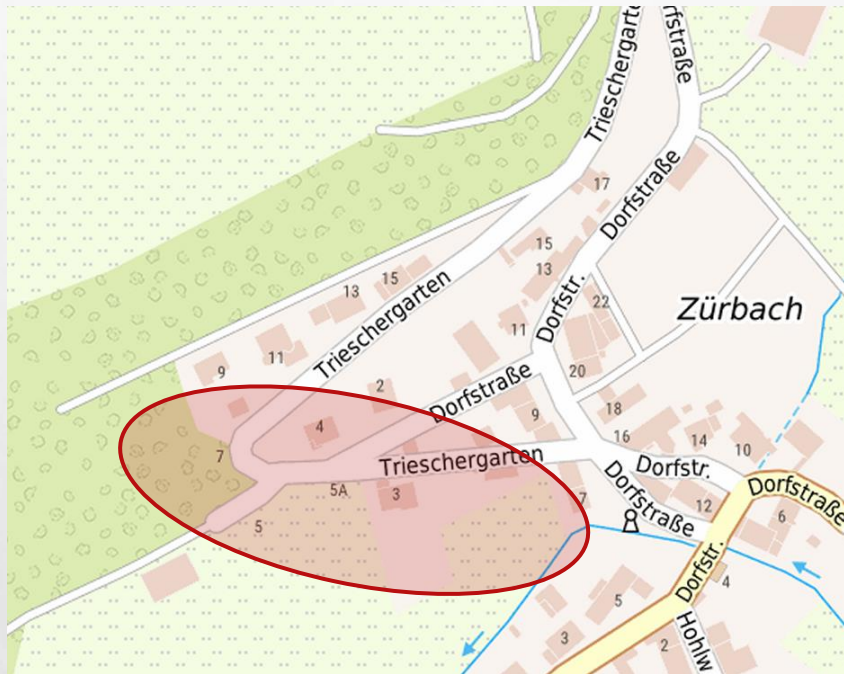 Trieschergarten
Dorfstraße
17
Dorfstraße
15
13
15
13
Dorfstr.
22
Zürbach
Trieschergarten
11
11
9
2
20
Dorfstraße
18
9
4
16
14
10
7
Trieschergarten
Dorfstr.
5A
3
7
Dorfstraße
Dorfstraße
12
6
5
Dorfstr.
4
5
3
2
Hohlw